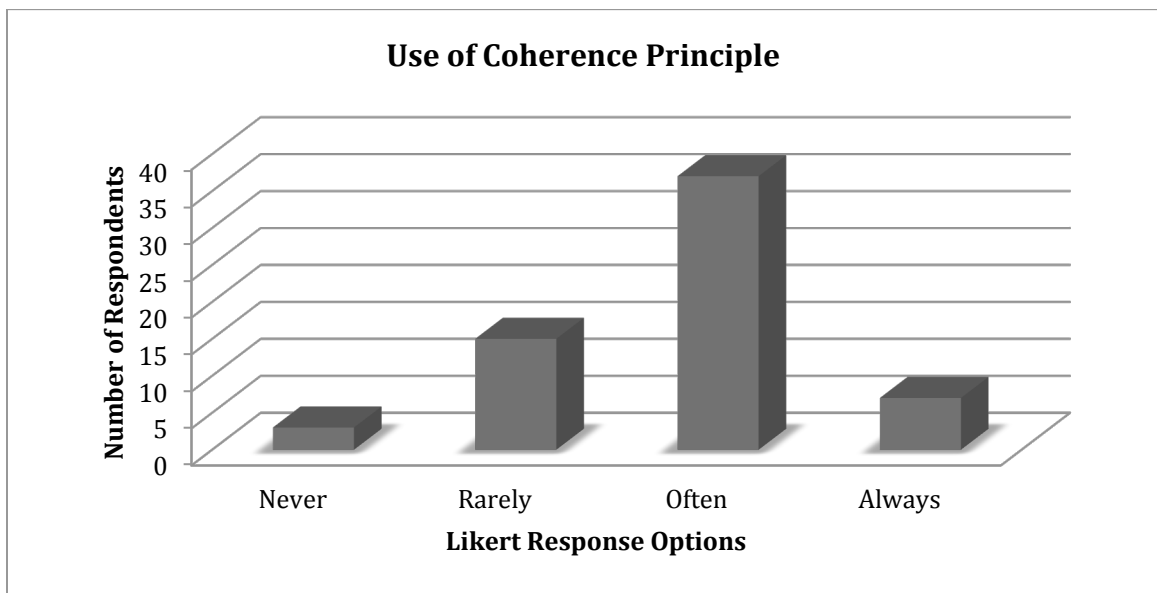 Use of Coherence Principle
Number of Respondents
40
35
30
25
20
15
10
5
0
Never Rarely Often Always
Likert Response Options